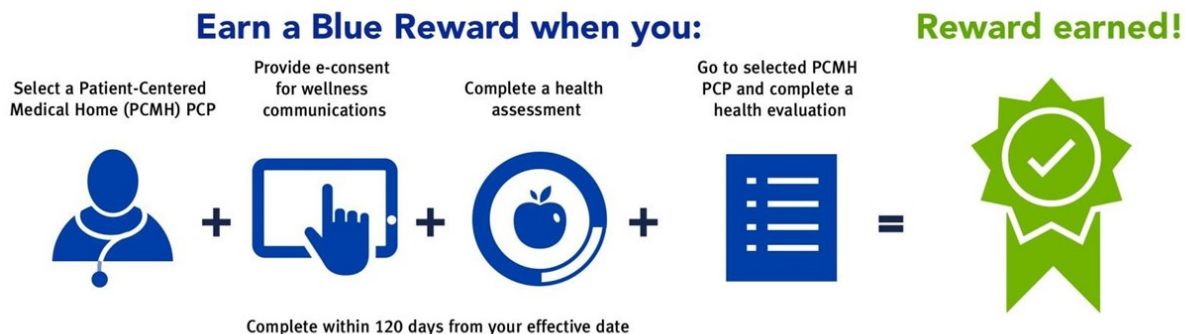 Earn a Blue Reward when you:
Reward earned!
Select a Patient-Centered
Medical Home (PCMH) PCP
Provide e-consent
for wellness
communications
Complete a health
assessment
Go to selected PCMH
PCP and complete a
health evaluation
+
+
+
=
Complete within 120 days from your effective date